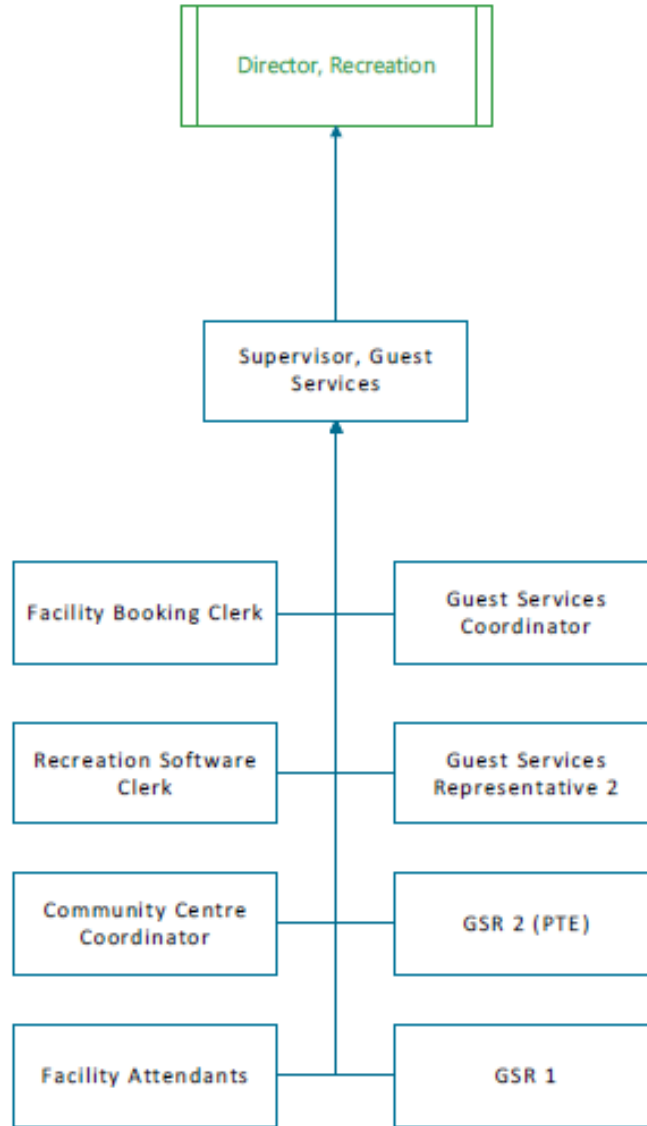 Director, Recreation
Supervisor, Guest
Services
Facility Booking Clerk
Guest Services
Coordinator
Recreation Software
Clerk
Guest Services
Representative 2
Community Centre
Coordinator
GSR 2 (PTE)
Facility Attendants
GSR 1